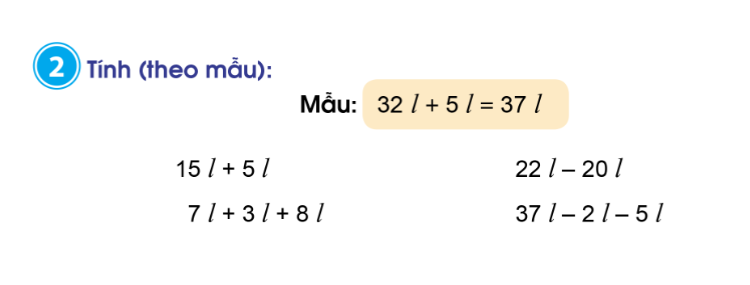 2 Tính (theo mẫu):
Mẫu: 32 l + 5 l = 37 l
15 l + 5 l 22 l – 20 l
7 l + 3 l + 8 l 37 l – 2 l – 5 l